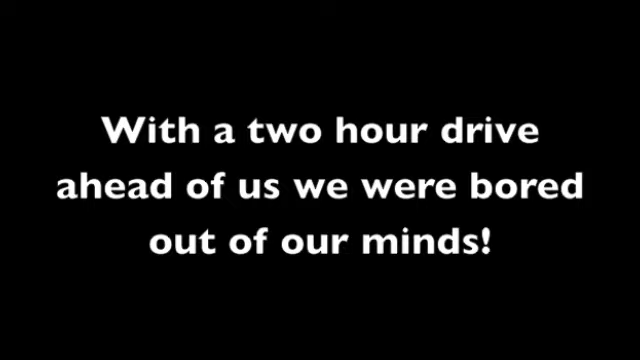 With a two hour drive
ahead of us we were bored
out of our minds!